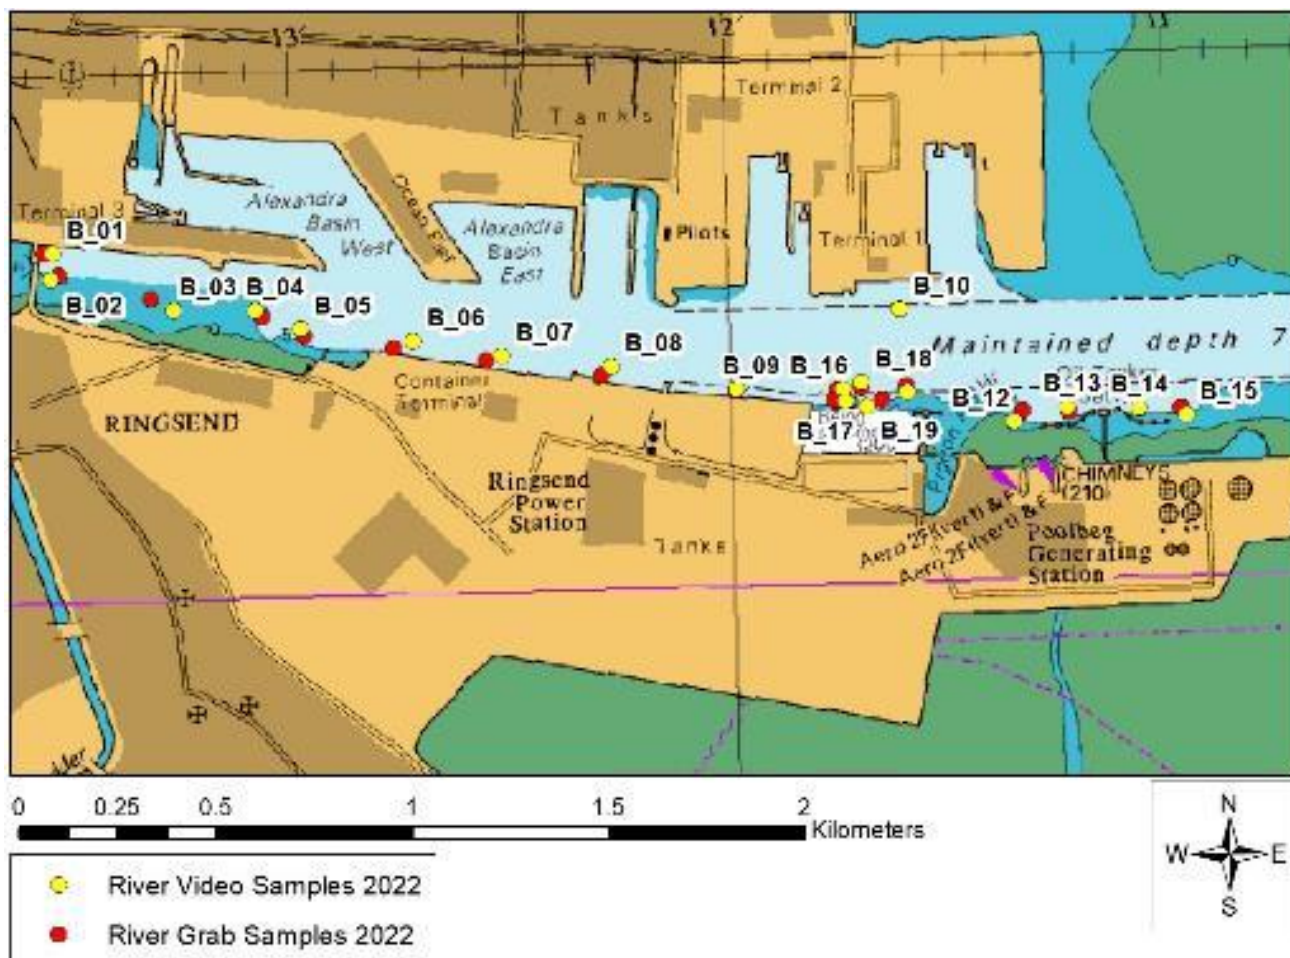 13'
12'
11'
Terminal 2
Tanks
Ocean Pier
Alexandra
Basin
West
Alexandra
Basin
East
Terminal 3
Pilots
Terminal 1
B_01
B_02
B_03
B_04
B_05
B_06
B_07
B_08
B_09
B_10
B_16
B_18
B_17
B_19
B_12
B_13
B_14
B_15
Maintained depth 7
Container
Terminal
RINGSEND
Ringsend
Power
Station
Tanks
CHIMNEYS
(210)
Aero 2F(vert) & F
Aero 2F(vert) & F
Poolbeg
Generating
Station
0 0.25 0.5 1 1.5 2
Kilometers
N
W E
S
River Video Samples 2022
River Grab Samples 2022